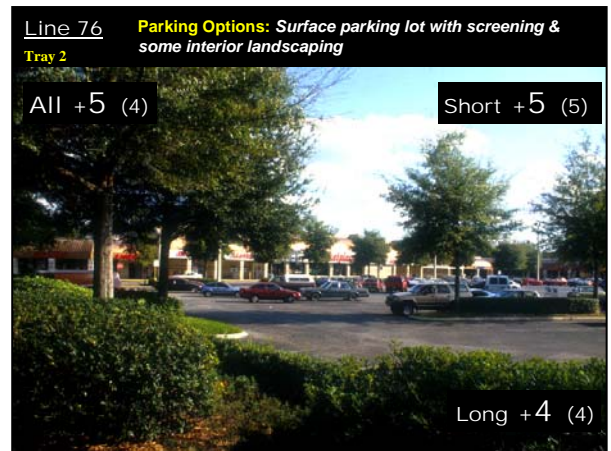 Line 76
Parking Options: Surface parking lot with screening &
some interior landscaping
Tray 2
All +5 (4)
Short +5 (5)
Long +4 (4)